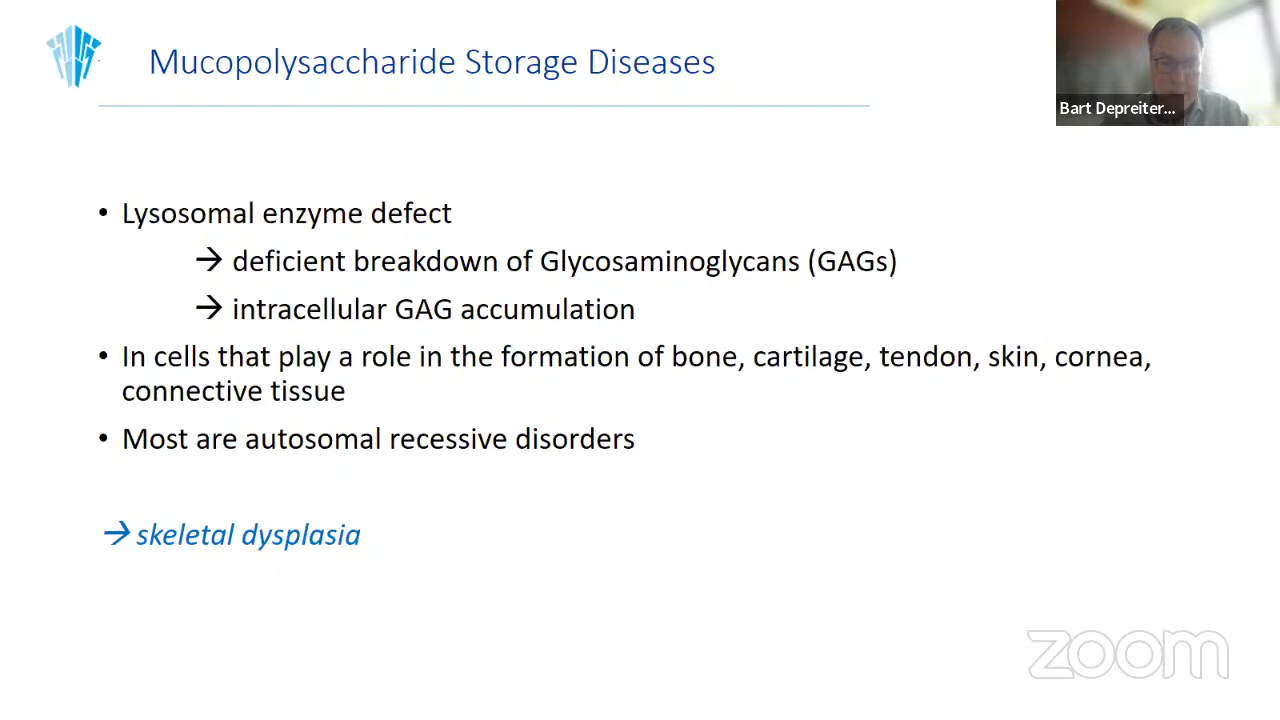 Mucopolysaccharide Storage Diseases
Bart Depreiter...
• Lysosomal enzyme defect
→ deficient breakdown of Glycosaminoglycans (GAGs)
→ intracellular GAG accumulation
• In cells that play a role in the formation of bone, cartilage, tendon, skin, cornea,
connective tissue
• Most are autosomal recessive disorders
→ skeletal dysplasia
zoom